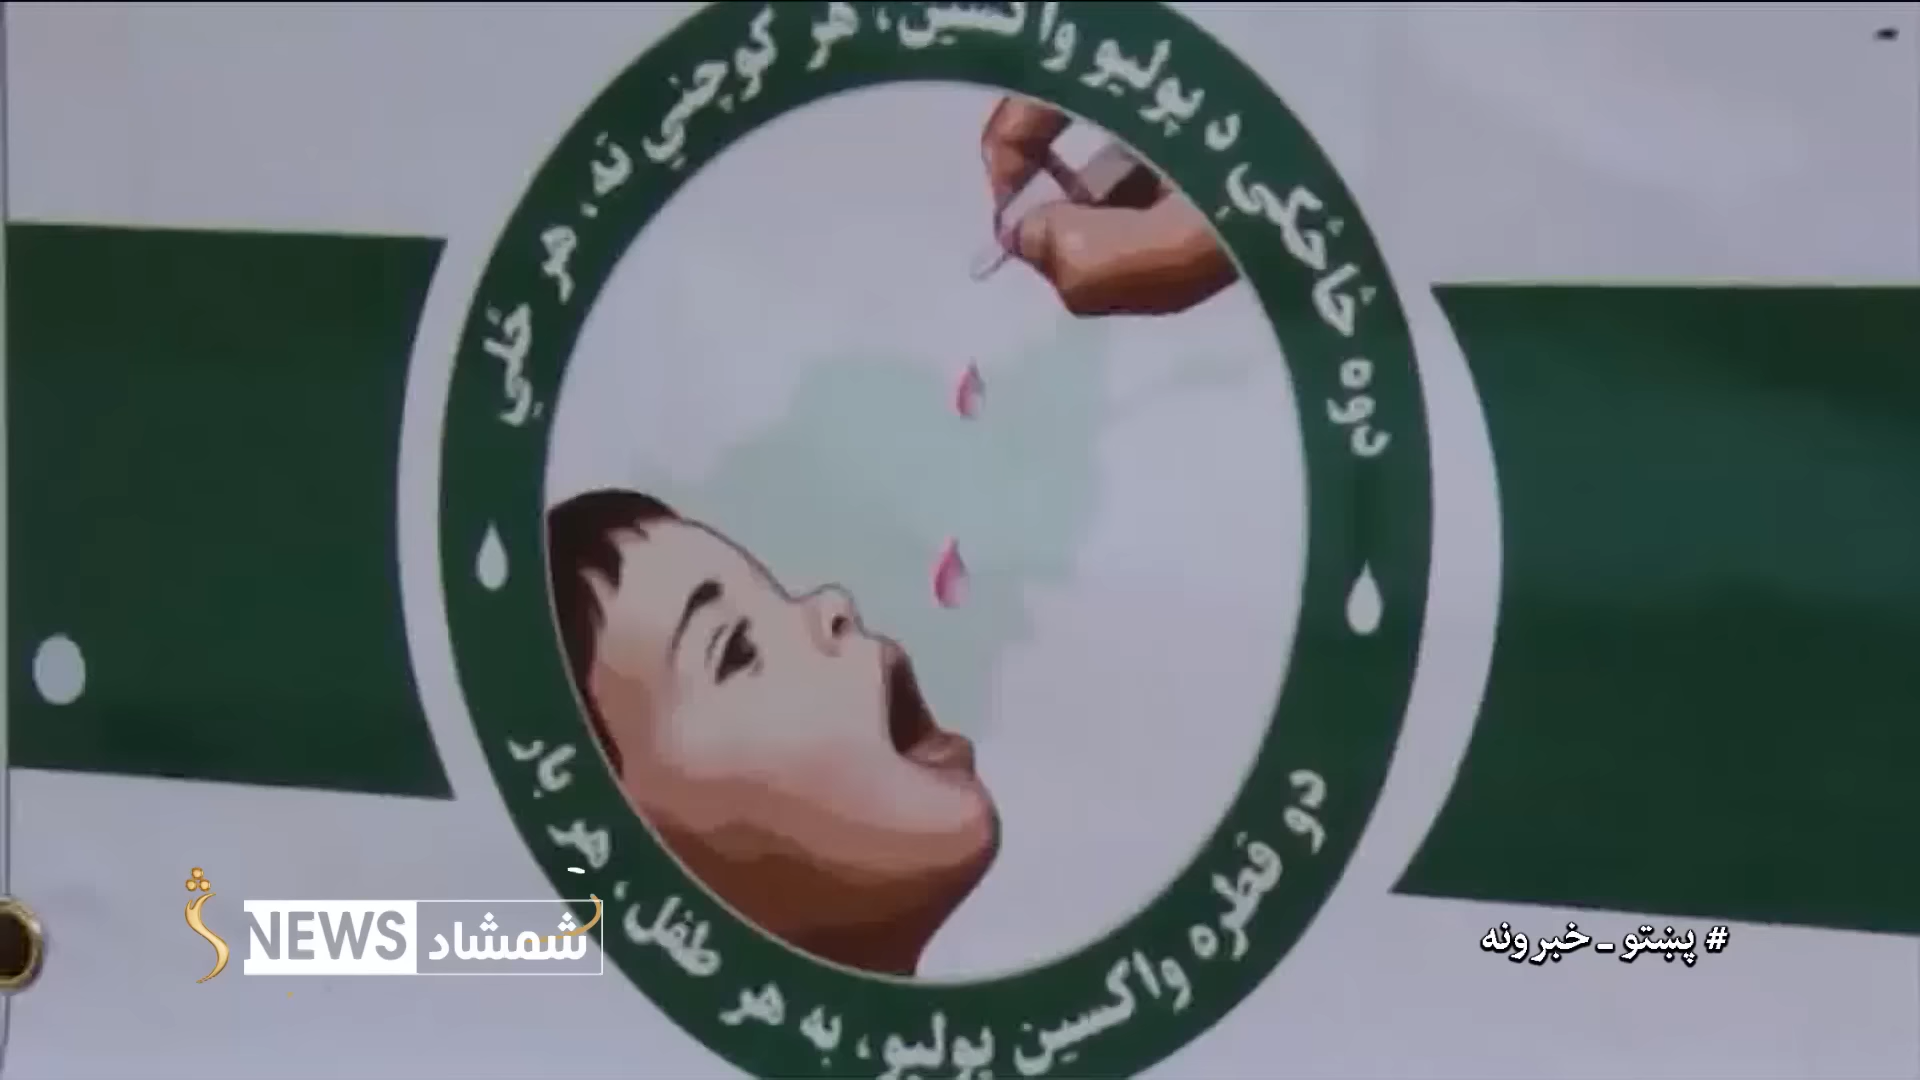 دوه څاڅکي د پولیو واکسین، هر کوچني ته، هر ځلي
دو قطره واکسین پولیو، به هر طفل، هر بار
NEWS شمشاد
# پښتو ـ خبرونه